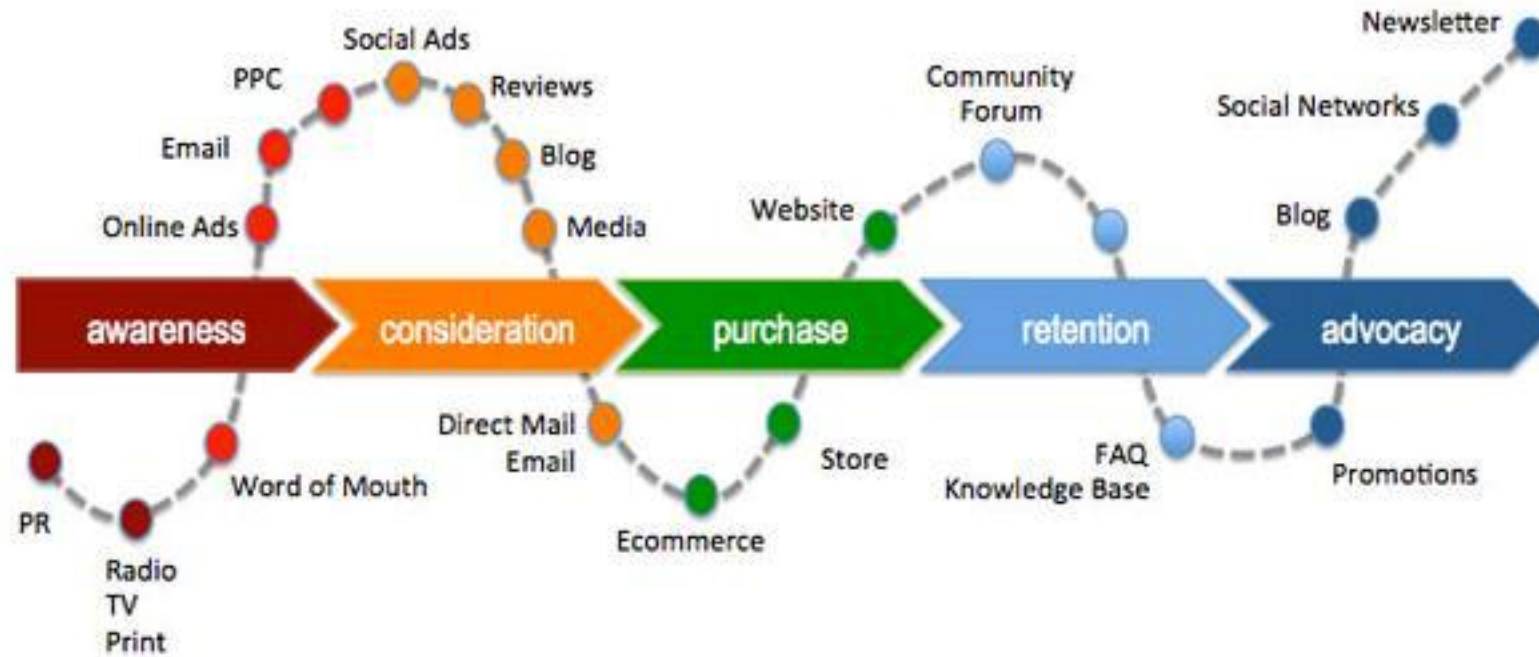 Newsletter
Social Ads
PPC
Reviews
Community
Forum
Social Networks
Email
Blog
Online Ads
Media
Website
Blog
awareness
consideration
purchase
retention
advocacy
Direct Mail
Email
Store
FAQ
Knowledge Base
Promotions
Word of Mouth
PR
Ecommerce
Radio
TV
Print